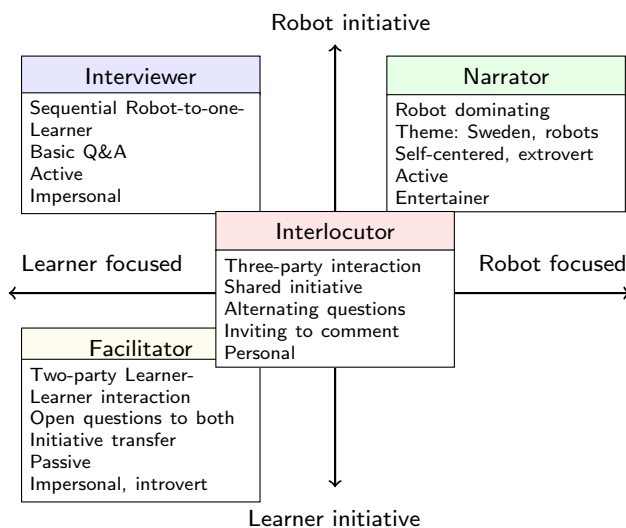 Robot initiative
Interviewer
Sequential Robot-to-one-
Learner
Basic Q&A
Active
Impersonal
Narrator
Robot dominating
Theme: Sweden, robots
Self-centered, extrovert
Active
Entertainer
Interlocutor
Three-party interaction
Shared initiative
Alternating questions
Inviting to comment
Personal
Learner focused
Robot focused
Facilitator
Two-party Learner-
Learner interaction
Open questions to both
Initiative transfer
Passive
Impersonal, introvert
Learner initiative